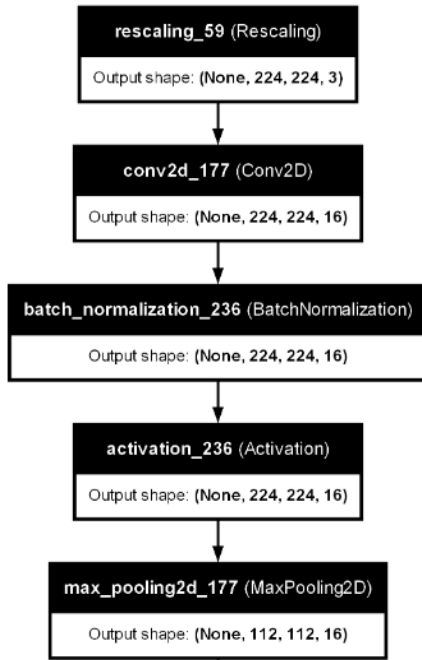 rescaling_59 (Rescaling)
Output shape: (None, 224, 224, 3)
conv2d_177 (Conv2D)
Output shape: (None, 224, 224, 16)
batch_normalization_236 (BatchNormalization)
Output shape: (None, 224, 224, 16)
activation_236 (Activation)
Output shape: (None, 224, 224, 16)
max_pooling2d_177 (MaxPooling2D)
Output shape: (None, 112, 112, 16)